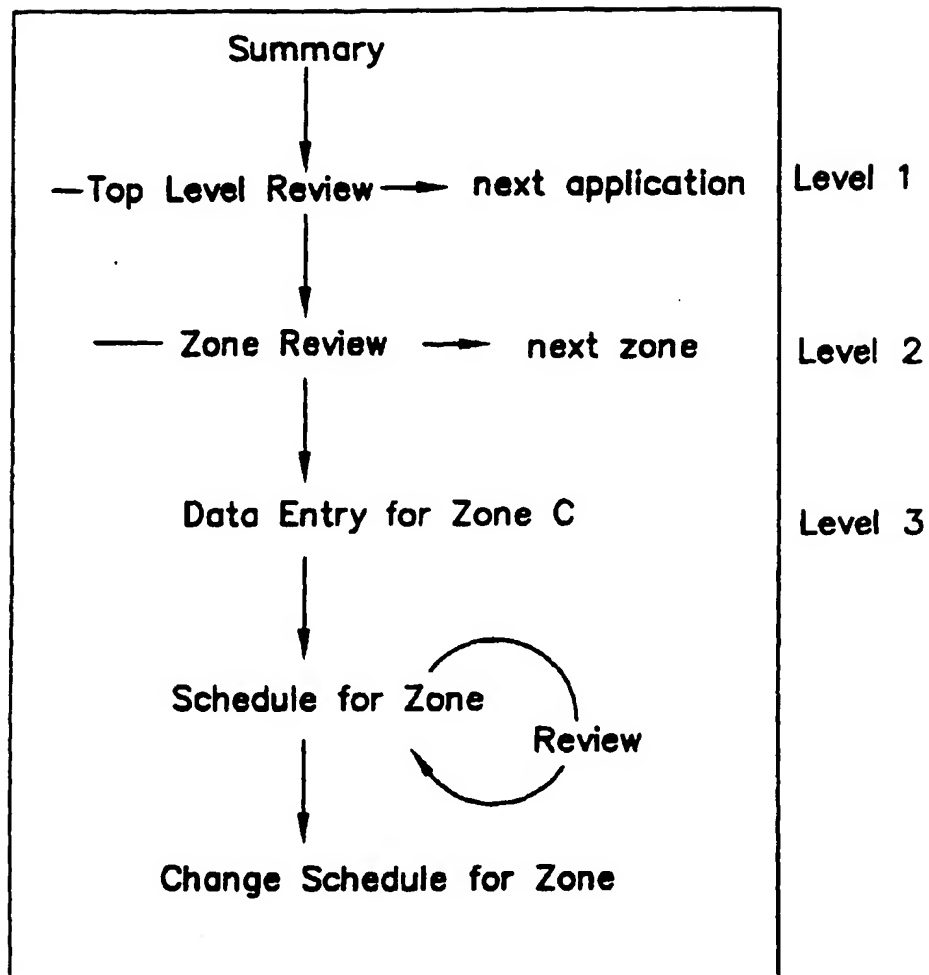 Summary
Top Level Review next application Level 1
Zone Review next zone Level 2
Data Entry for Zone C Level 3
Schedule for Zone
Review
Change Schedule for Zone